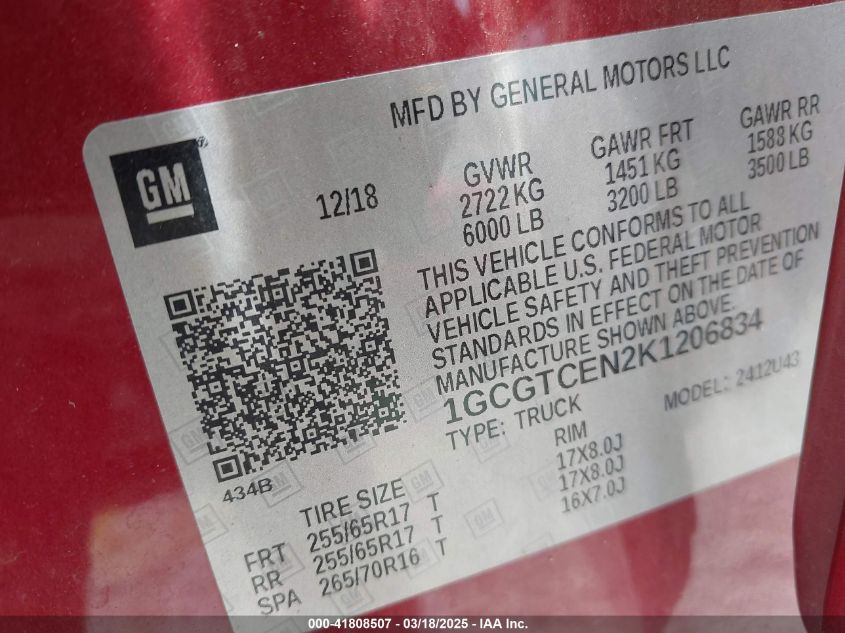 MFD BY GENERAL MOTORS LLC
GM
12/18
GVWR
2722 KG
6000 LB
GAWR FRT
1451 KG
3200 LB
GAWR RR
1588 KG
3500 LB
THIS VEHICLE CONFORMS TO ALL
APPLICABLE U.S. FEDERAL MOTOR
VEHICLE SAFETY AND THEFT PREVENTION
STANDARDS IN EFFECT ON THE DATE OF
MANUFACTURE SHOWN ABOVE.
1GCGTCEN2K1206834
TYPE: TRUCK
MODEL: 2412U43
434B
TIRE SIZE
RIM
FRT 255/65R17 T 17X8.0J
RR 255/65R17 T 17X8.0J
SPA 265/70R16 T 16X7.0J
000-41808507 - 03/18/2025 - IAA Inc.